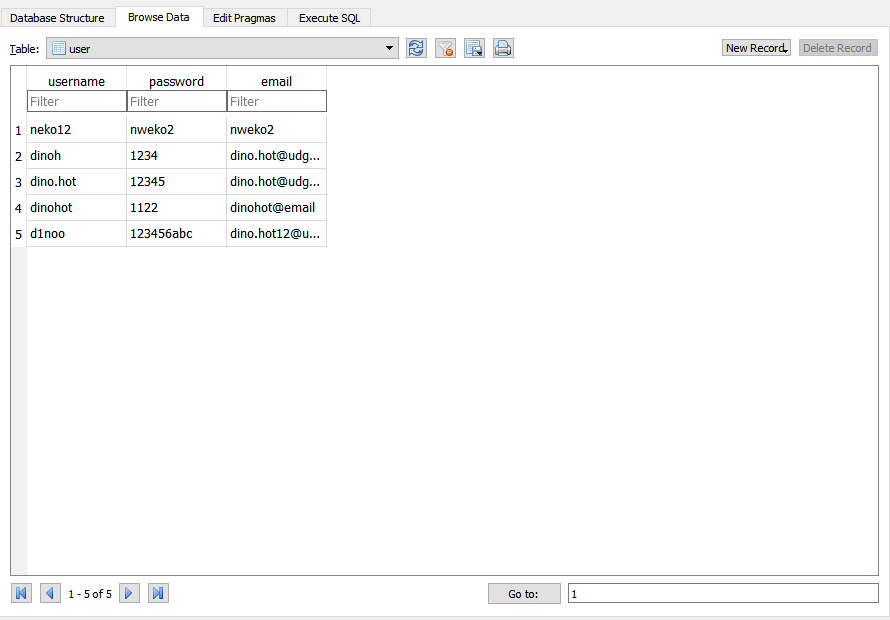 Database Structure Browse Data Edit Pragmas Execute SQL
Table: user New Record Delete Record
username password email
Filter Filter Filter
1 neko12 nweko2 nweko2
2 dinoh 1234 dino.hot@udg...
3 dino.hot 12345 dino.hot@udg...
4 dinohot 1122 dinohot@email
5 d1noo 123456abc dino.hot12@u...
1 - 5 of 5 Go to: 1